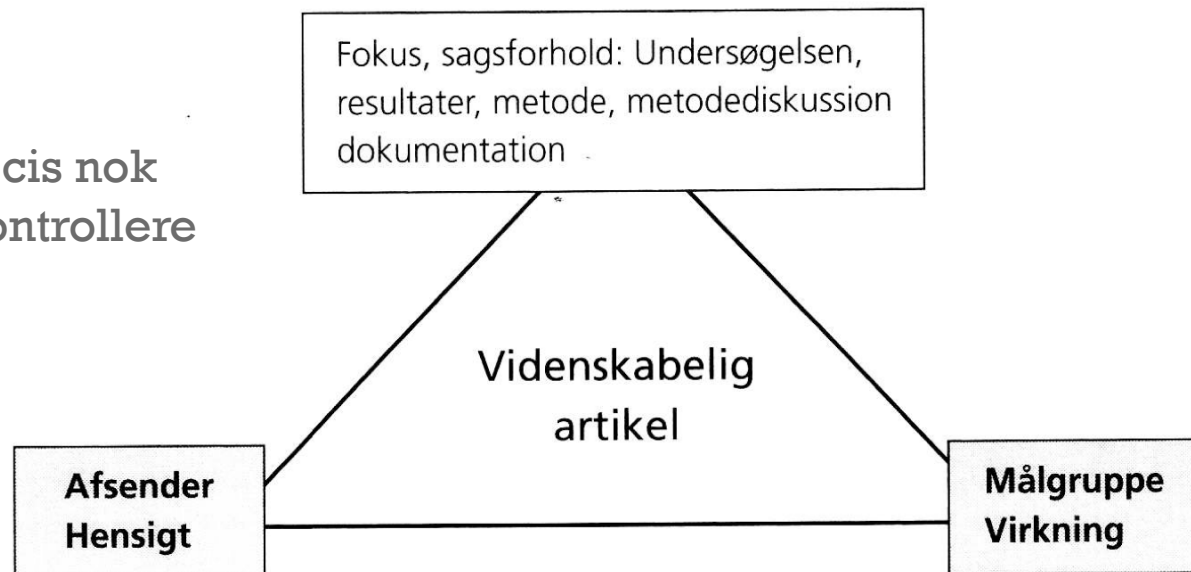 Fokus, sagsforhold: Undersøgelsen,
resultater, metode, metodediskussion
dokumentation
cis nok
ontrollere
Videnskabelig
artikel
Afsender
Hensigt
Målgruppe
Virkning